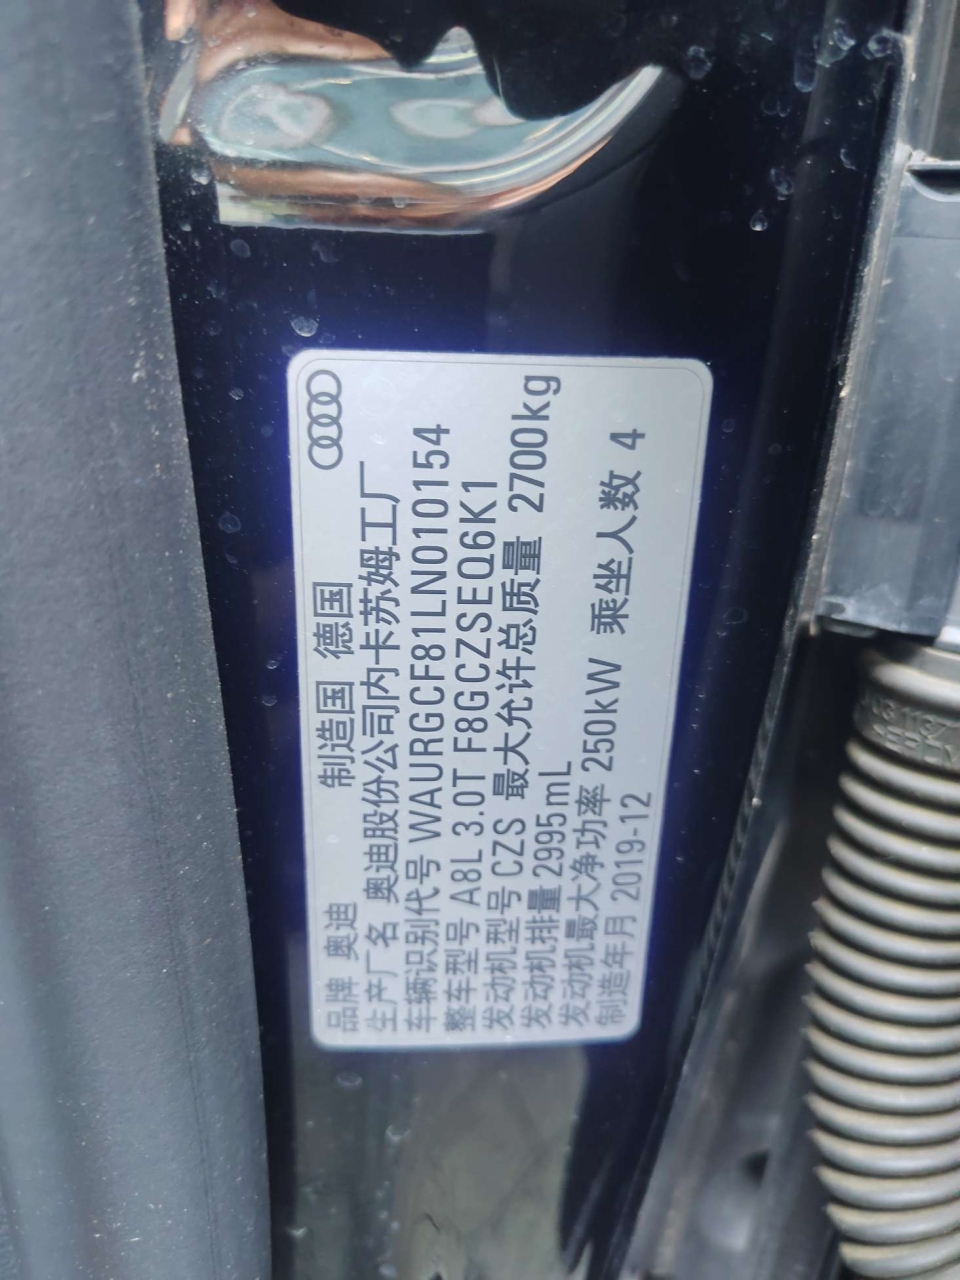 品牌 奥迪 制造国 德国
生产厂名 奥迪股份公司内卡苏姆工厂
车辆识别代号 WAURGCF81LN010154
整车型号 A8L 3.0T F8GCZSEQ6K1
发动机型号 CZS 最大允许总质量 2700kg
发动机排量 2995mL
发动机最大净功率 250kW 乘坐人数 4
制造年月 2019-12